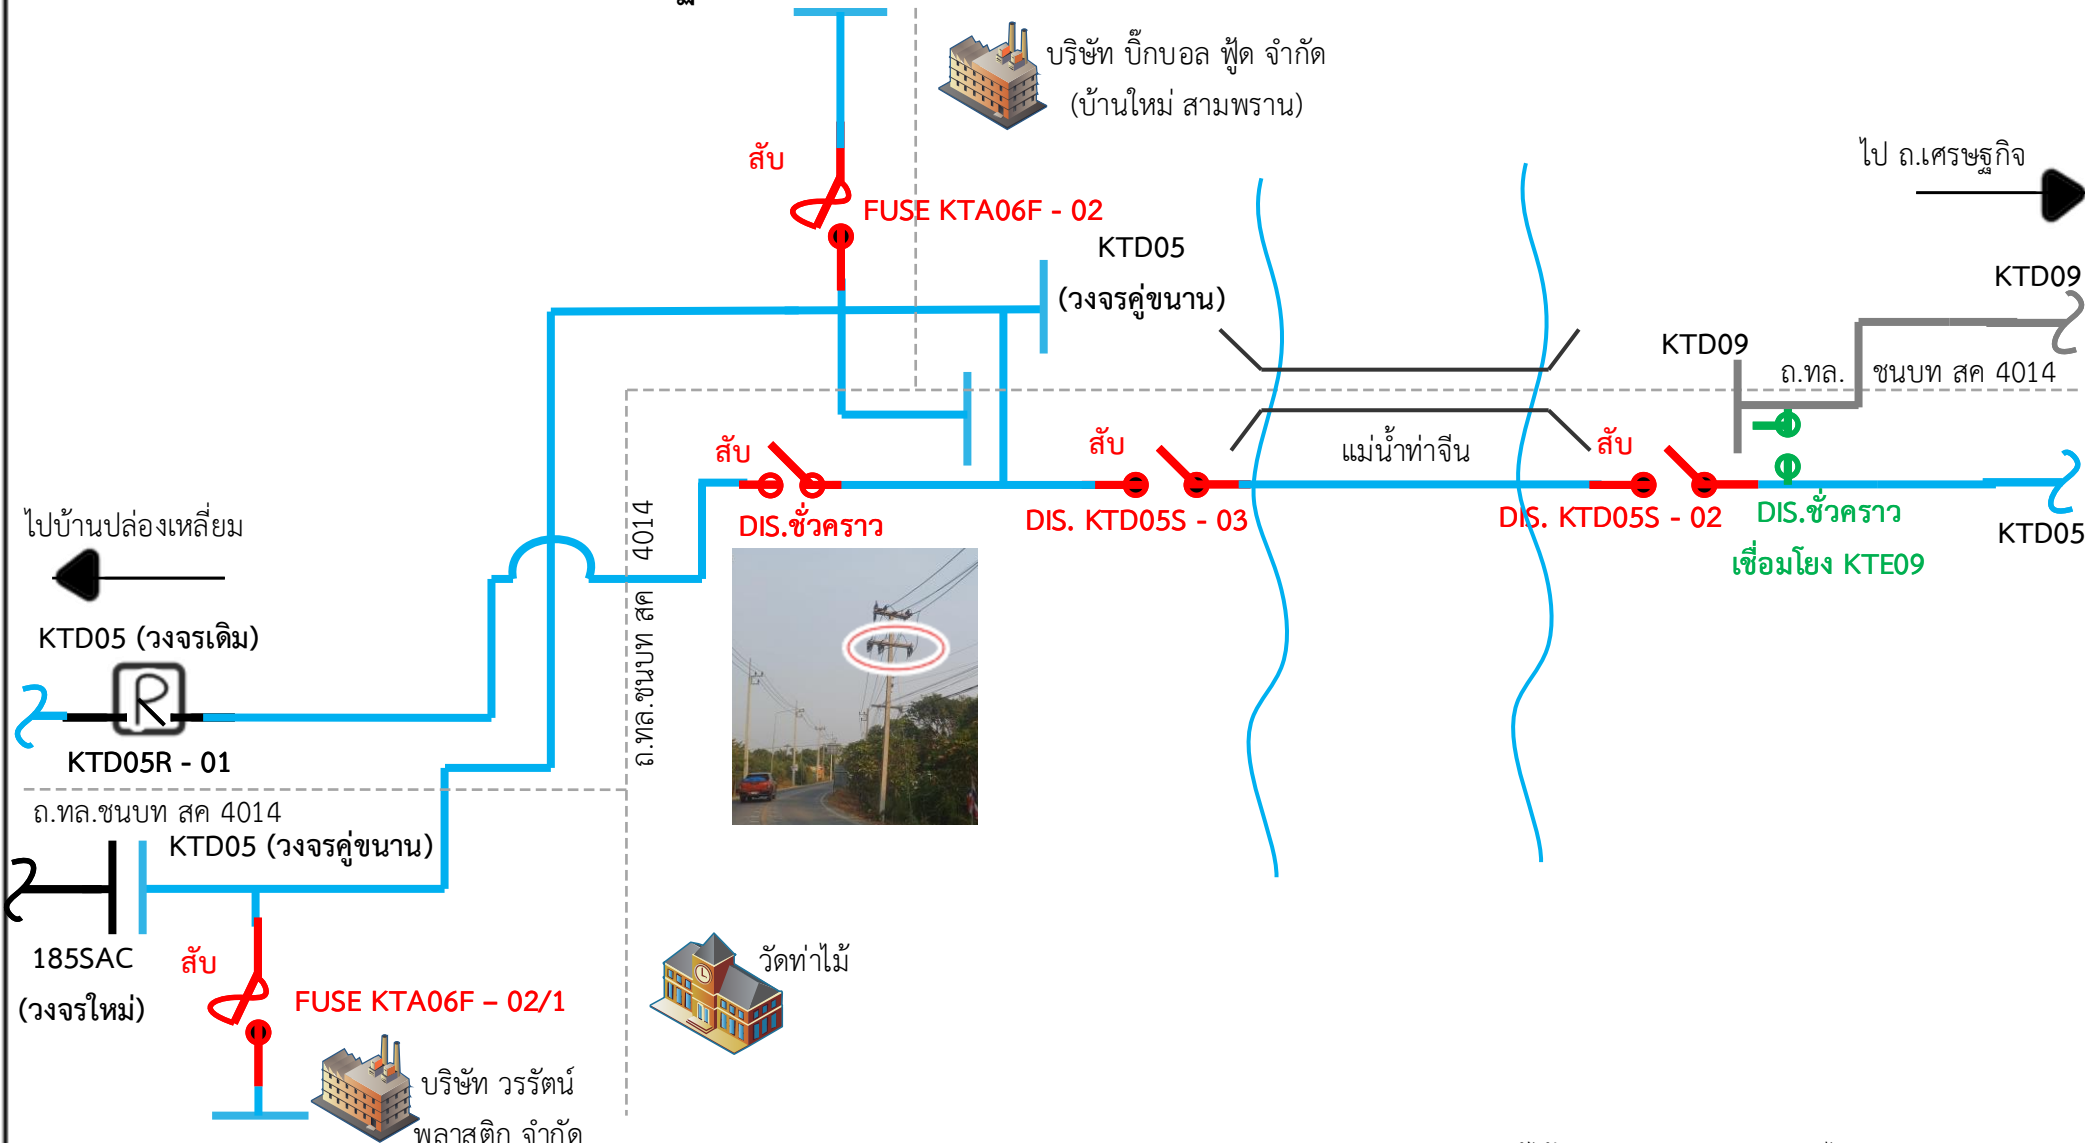 บริษัท บิ๊กบอล ฟู้ด จำกัด
(บ้านใหม่ สามพราน)
ไป ถ.เศรษฐกิจ
สับ
FUSE KTA06F - 02
KTD05
(วงจรคู่ขนาน)
KTD09
KTD09
ถ.ทล. ชนบท สค 4014
สับ
สับ
แม่น้ำท่าจีน
สับ
DIS.ชั่วคราว
DIS. KTD05S - 03
DIS. KTD05S - 02
DIS.ชั่วคราว
เชื่อมโยง KTE09
KTD05
ไปบ้านปล่องเหลี่ยม
ถ.ทล.ชนบท สค 4014
KTD05 (วงจรเดิม)
R
KTD05R - 01
ถ.ทล.ชนบท สค 4014
KTD05 (วงจรคู่ขนาน)
185SAC
(วงจรใหม่)
สับ
FUSE KTA06F – 02/1
วัดท่าไม้
บริษัท วรรัตน์
พลาสติก จำกัด